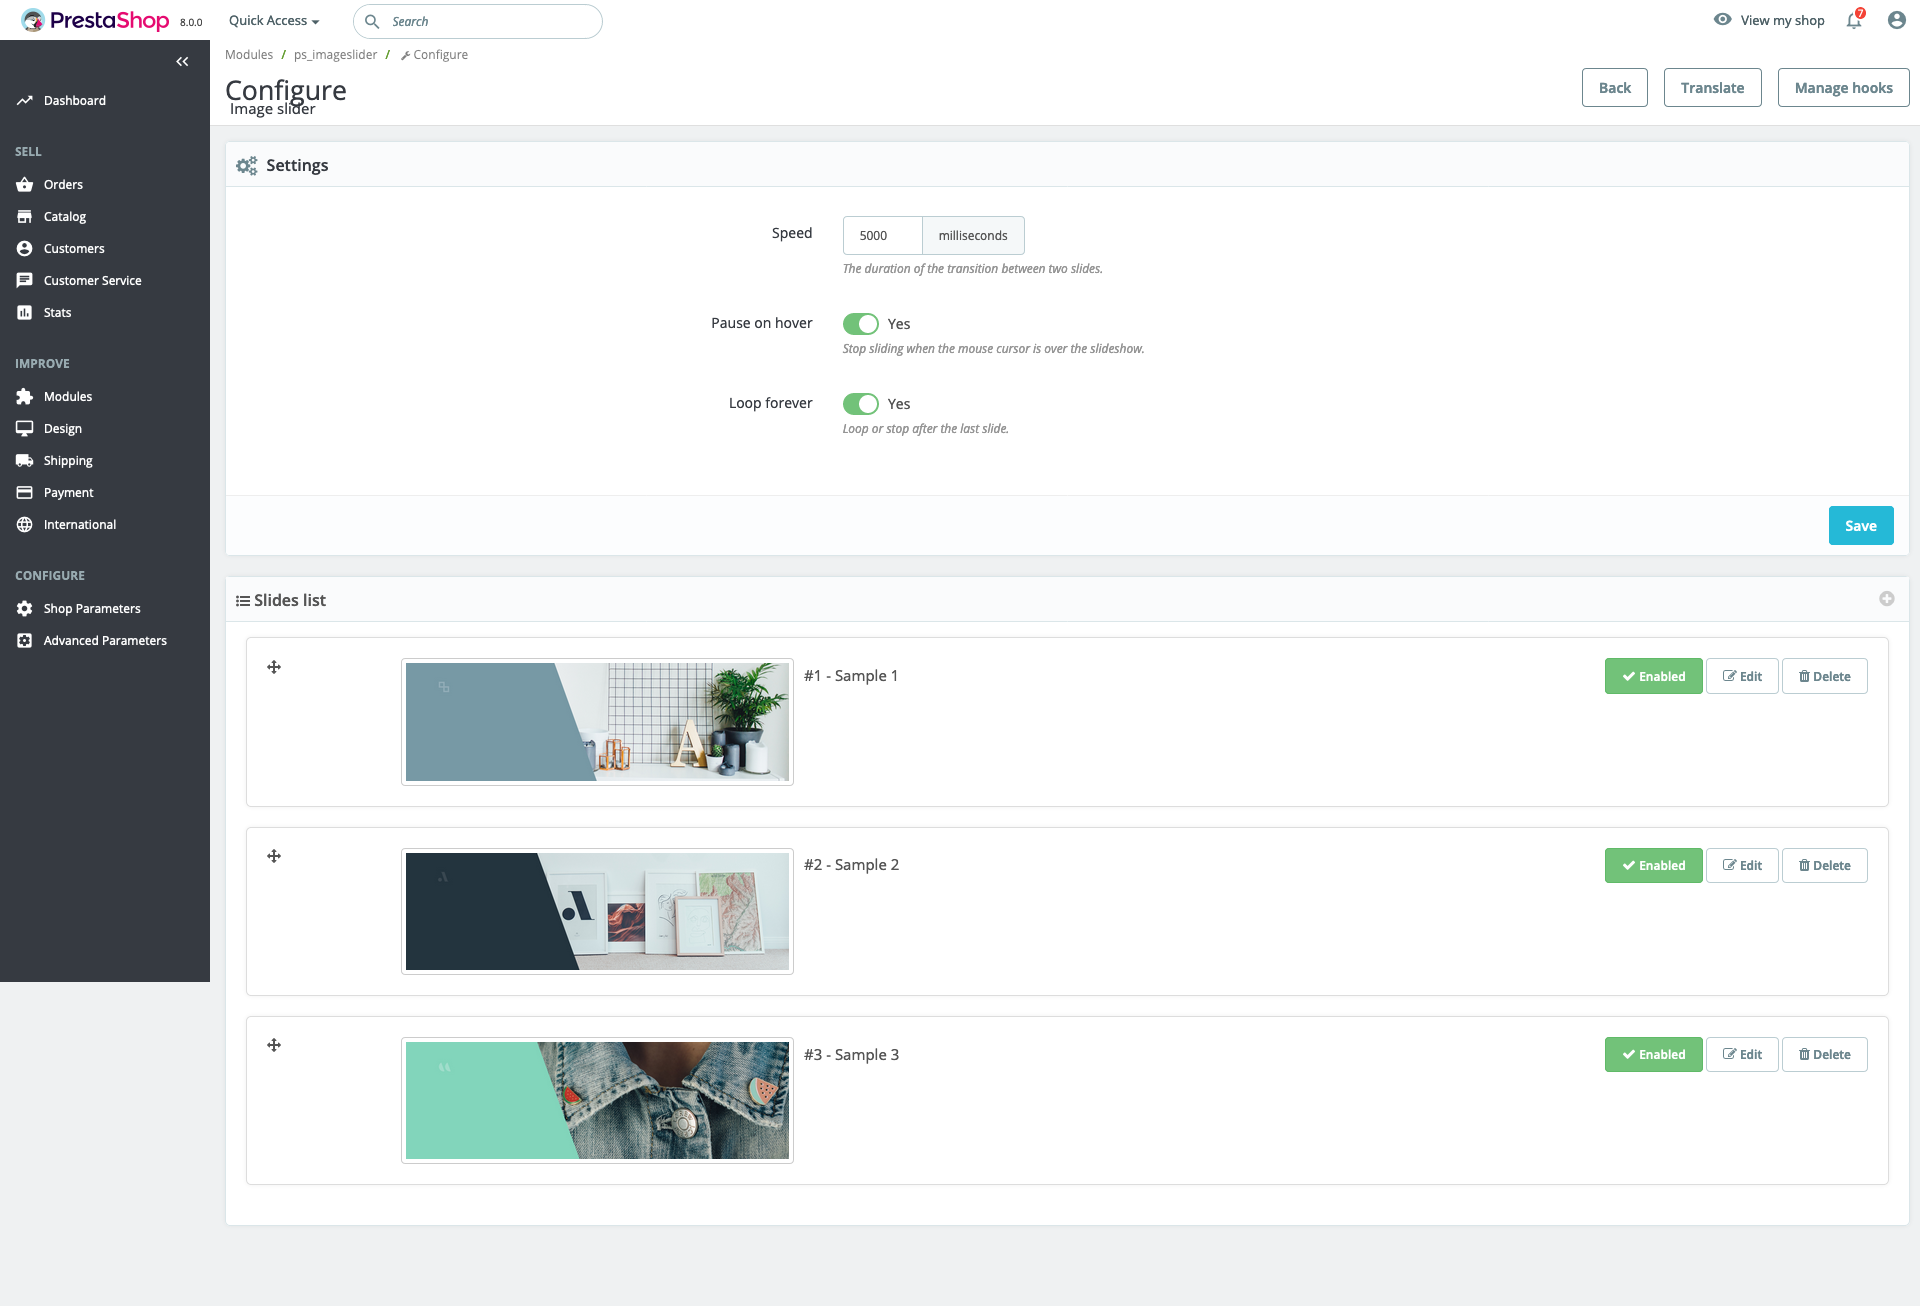 PrestaShop 8.0.0
Quick Access
Search
View my shop
7
Modules / ps_imageslider / Configure
Configure
Image slider
Back
Translate
Manage hooks
Dashboard
SELL
Orders
Catalog
Customers
Customer Service
Stats
IMPROVE
Modules
Design
Shipping
Payment
International
CONFIGURE
Shop Parameters
Advanced Parameters
Settings
Speed
5000
milliseconds
The duration of the transition between two slides.
Pause on hover
Yes
Stop sliding when the mouse cursor is over the slideshow.
Loop forever
Yes
Loop or stop after the last slide.
Save
Slides list
A
#1 - Sample 1
Enabled
Edit
Delete
#2 - Sample 2
Enabled
Edit
Delete
#3 - Sample 3
Enabled
Edit
Delete